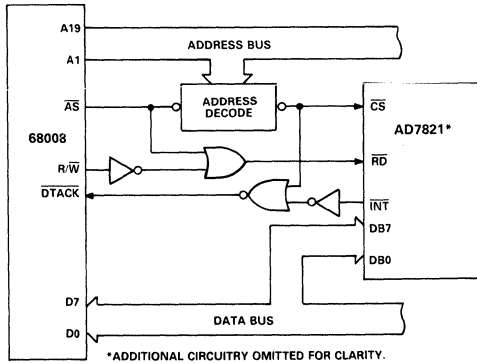 A19
ADDRESS BUS
A1
AS
ADDRESS
DECODE
CS
AD7821*
68008
R/W
RD
DTACK
INT
DB7
DB0
D7
DATA BUS
D0
*ADDITIONAL CIRCUITRY OMITTED FOR CLARITY.